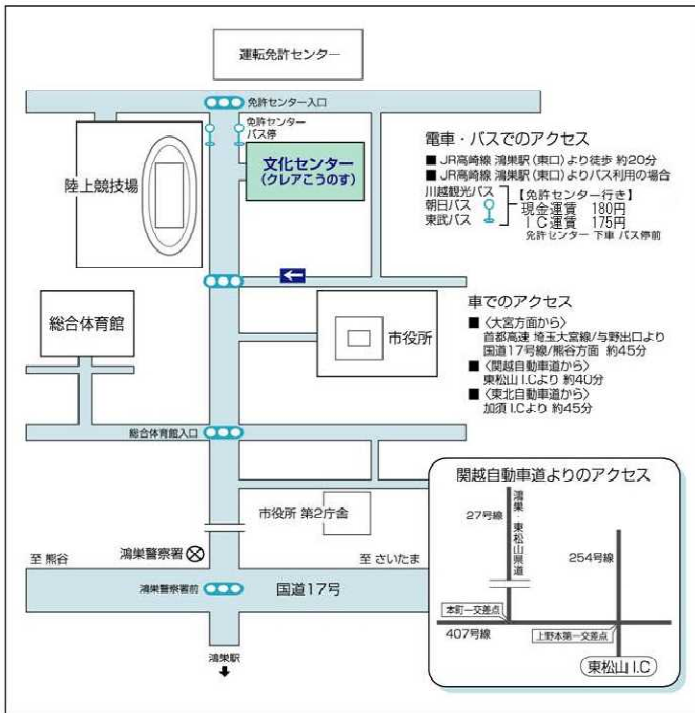 運転免許センター
免許センター入口
免許センター
バス停
陸上競技場
文化センター
(クレアこうのす)
電車・バスでのアクセス
■ JR高崎線 鴻巣駅(東口)より徒歩 約20分
■ JR高崎線 鴻巣駅(東口)よりバス利用の場合
川越観光バス
朝日バス
東武バス
【免許センター行き】
現金運賃 180円
IC運賃 175円
免許センター 下車 バス停前
総合体育館
市役所
車でのアクセス
■〈大宮方面から〉
首都高速 埼玉大宮線/与野出口より
国道17号線/熊谷方面 約45分
■〈関越自動車道から〉
東松山 I.Cより 約40分
■〈東北自動車道から〉
加須 I.Cより 約45分
総合体育館入口
市役所 第2庁舎
至 熊谷
鴻巣警察署
至 さいたま
鴻巣警察署前
国道17号
鴻巣駅
関越自動車道よりのアクセス
27号線
鴻巣・東松山県道
254号線
本町一交差点
407号線
上野本第一交差点
東松山 I.C